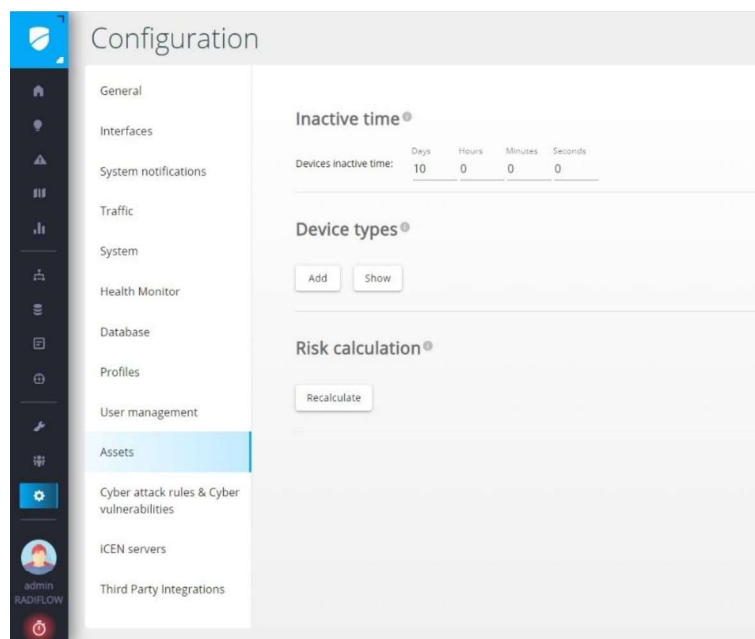 Configuration
General
Interfaces
System notifications
Traffic
System
Health Monitor
Database
Profiles
User management
Assets
Cyber attack rules & Cyber
vulnerabilities
iCEN servers
Third Party Integrations
Inactive time
Days Hours Minutes Seconds
Devices inactive time: 10 0 0 0
Device types
Add Show
Risk calculation
Recalculate
admin
RADIFLOW